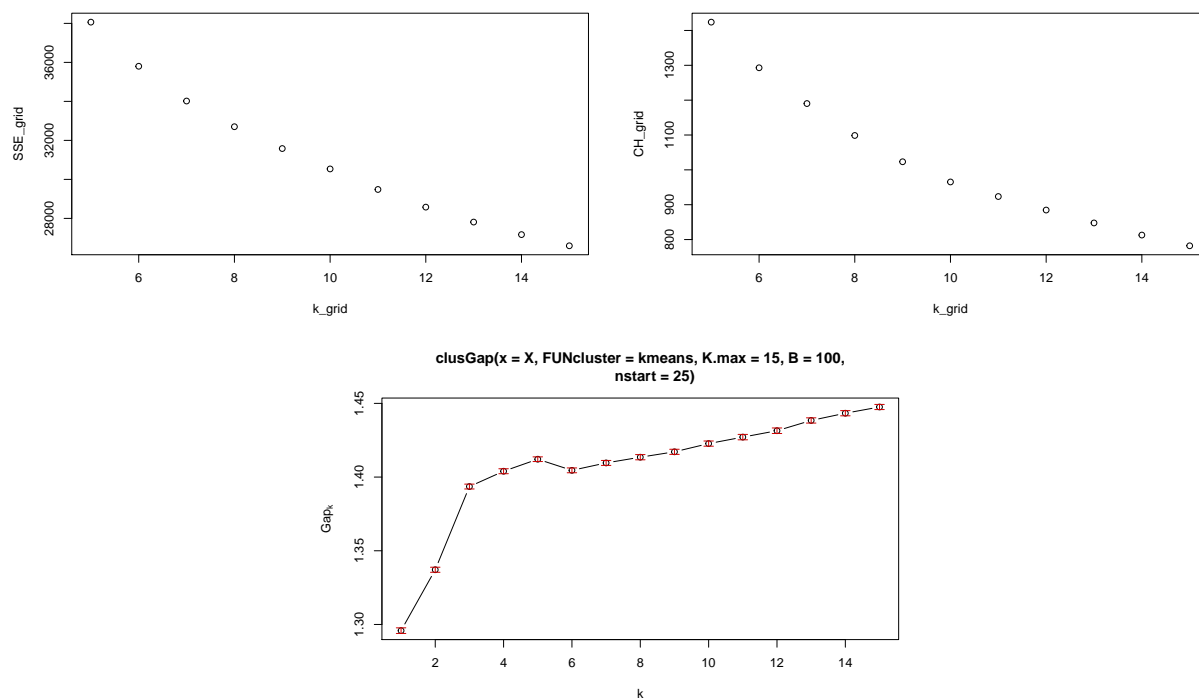 SSE_grid
36000
32000
28000
6 8 10 12 14
k_grid
CH_grid
1300
1100
900
800
6 8 10 12 14
k_grid
clusGap(x = X, FUNcluster = kmeans, K.max = 15, B = 100,
nstart = 25)
Gapₖ
1.45
1.40
1.35
1.30
2 4 6 8 10 12 14
k